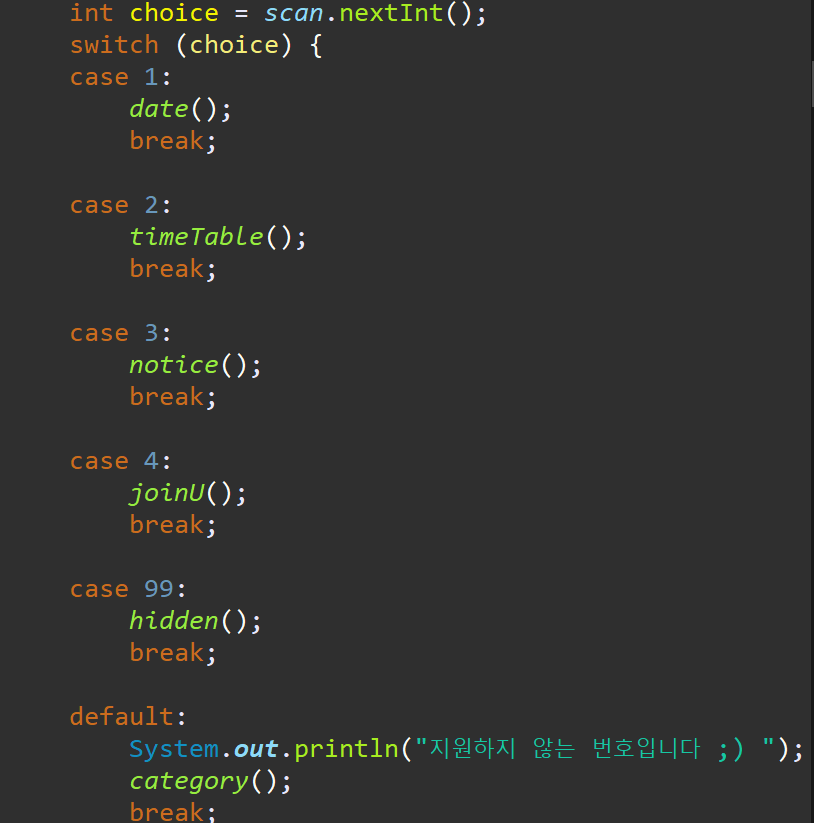 int choice = scan.nextInt();
switch (choice) {
case 1:
date();
break;
case 2:
timeTable();
break;
case 3:
notice();
break;
case 4:
joinU();
break;
case 99:
hidden();
break;
default:
System.out.println("지원하지 않는 번호입니다 ;) ");
category();
break;